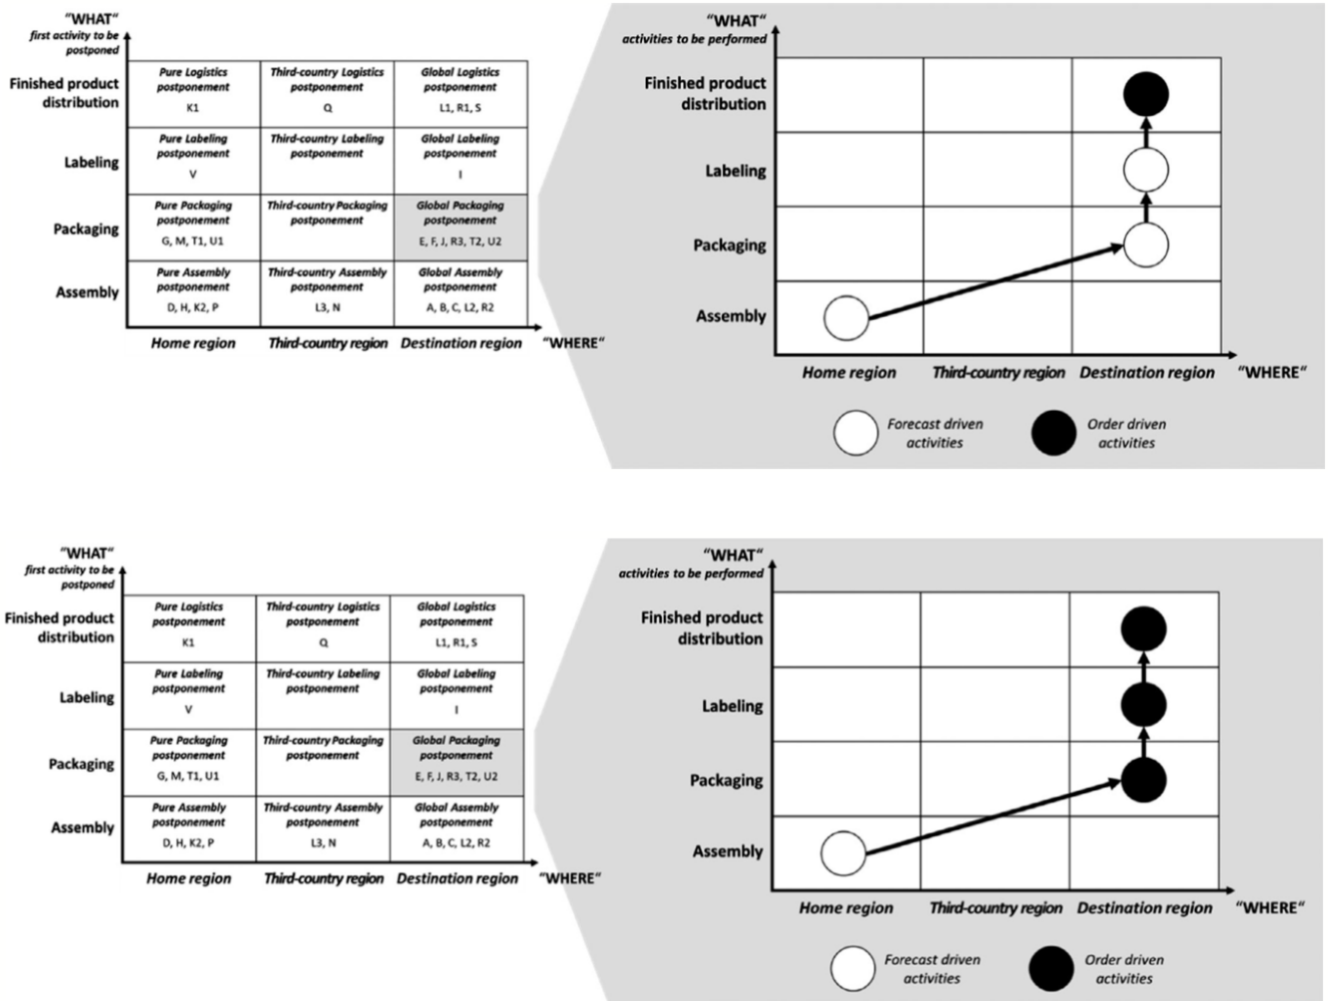 “WHAT“
first activity to be
postponed
Finished product
distribution
Labeling
Packaging
Assembly
Pure Logistics
postponement
K1
Third-country Logistics
postponement
Q
Global Logistics
postponement
L1, R1, S
Pure Labeling
postponement
V
Third-country Labeling
postponement
Global Labeling
postponement
I
Pure Packaging
postponement
G, M, T1, U1
Third-country Packaging
postponement
Global Packaging
postponement
E, F, J, R3, T2, U2
Pure Assembly
postponement
D, H, K2, P
Third-country Assembly
postponement
L3, N
Global Assembly
postponement
A, B, C, L2, R2
Home region
Third-country region
Destination region
“WHERE“
“WHAT“
activities to be performed
Finished product
distribution
Labeling
Packaging
Assembly
Home region
Third-country region
Destination region
“WHERE“
Forecast driven
activities
Order driven
activities
“WHAT“
first activity to be
postponed
Finished product
distribution
Labeling
Packaging
Assembly
Pure Logistics
postponement
K1
Third-country Logistics
postponement
Q
Global Logistics
postponement
L1, R1, S
Pure Labeling
postponement
V
Third-country Labeling
postponement
Global Labeling
postponement
I
Pure Packaging
postponement
G, M, T1, U1
Third-country Packaging
postponement
Global Packaging
postponement
E, F, J, R3, T2, U2
Pure Assembly
postponement
D, H, K2, P
Third-country Assembly
postponement
L3, N
Global Assembly
postponement
A, B, C, L2, R2
Home region
Third-country region
Destination region
“WHERE“
“WHAT“
activities to be performed
Finished product
distribution
Labeling
Packaging
Assembly
Home region
Third-country region
Destination region
“WHERE“
Forecast driven
activities
Order driven
activities